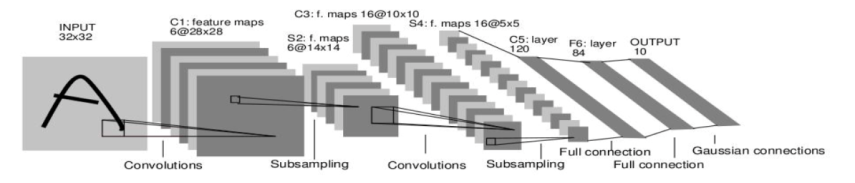 INPUT
32x32
C1: feature maps
6@28x28
S2: f. maps
6@14x14
C3: f. maps 16@10x10
S4: f. maps 16@5x5
C5: layer
120
F6: layer
84
OUTPUT
10
Convolutions
Subsampling
Convolutions
Subsampling
Full connection
Full connection
Gaussian connections
A